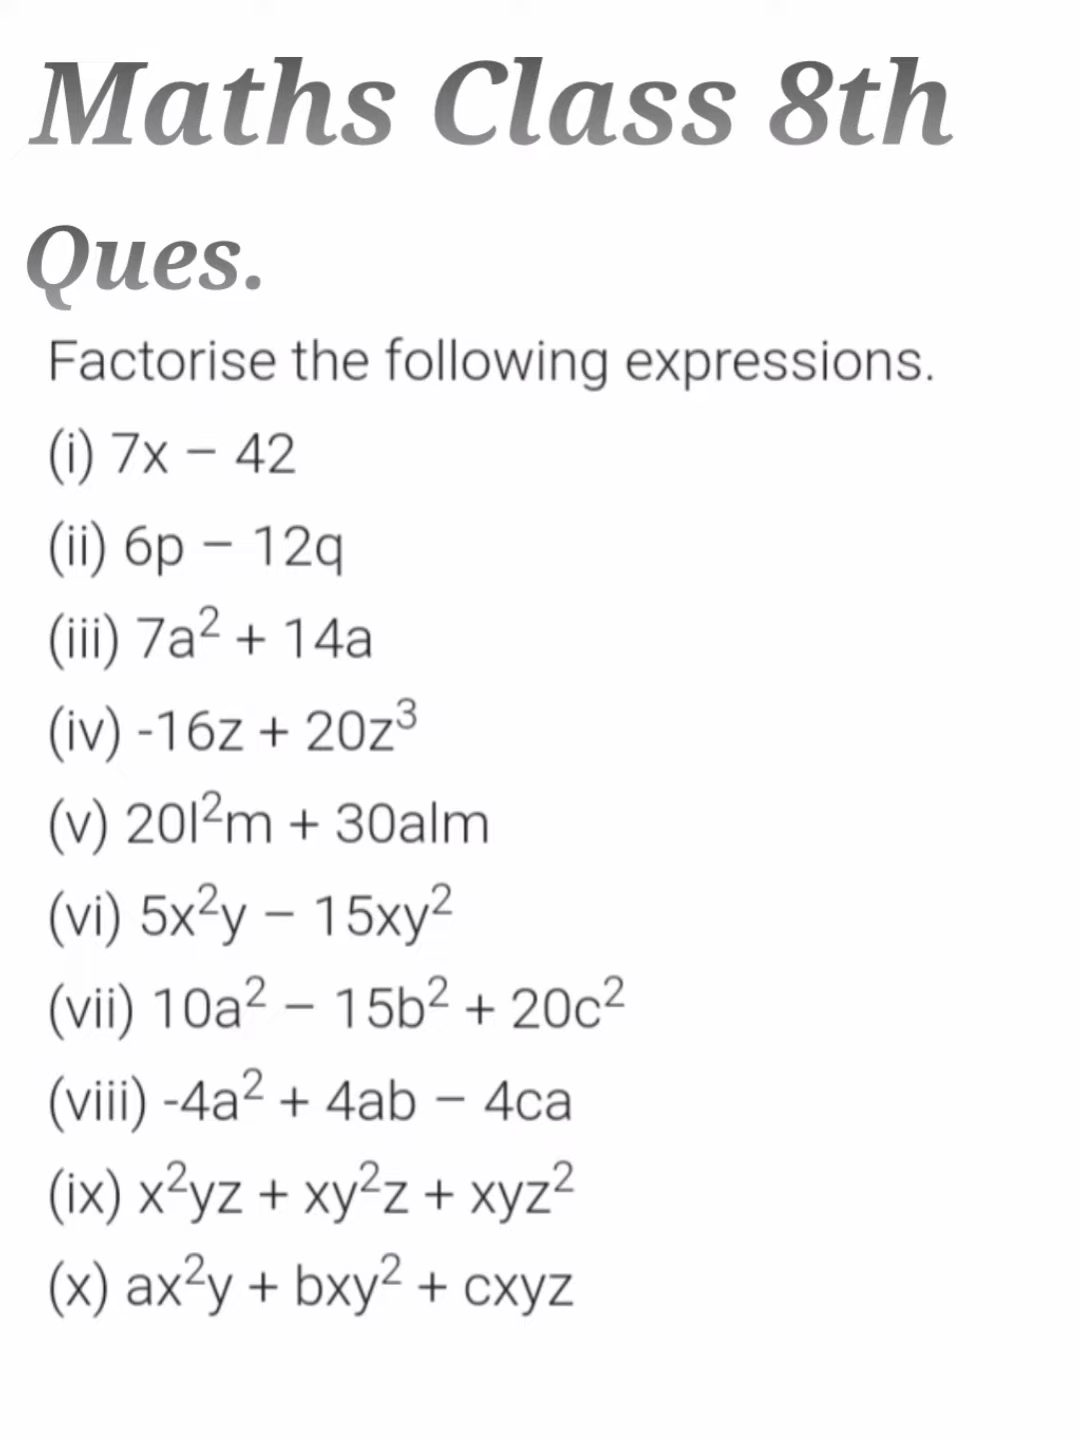 Maths Class 8th
Ques.
Factorise the following expressions.
(i) 7x – 42
(ii) 6p – 12q
(iii) 7a² + 14a
(iv) -16z + 20z³
(v) 20l²m + 30alm
(vi) 5x²y – 15xy²
(vii) 10a² – 15b² + 20c²
(viii) -4a² + 4ab – 4ca
(ix) x²yz + xy²z + xyz²
(x) ax²y + bxy² + cxyz